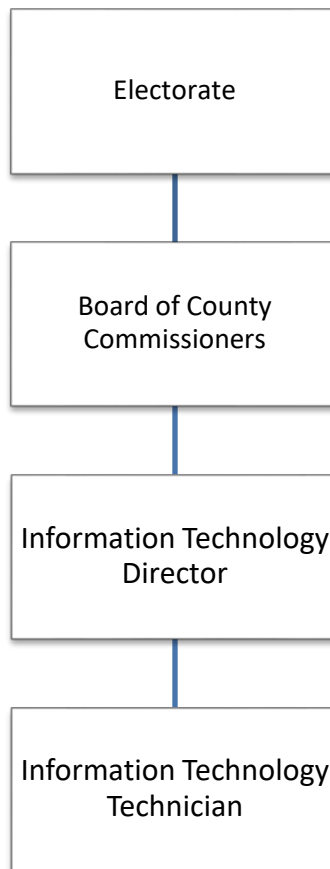 Electorate
Board of County
Commissioners
Information Technology
Director
Information Technology
Technician